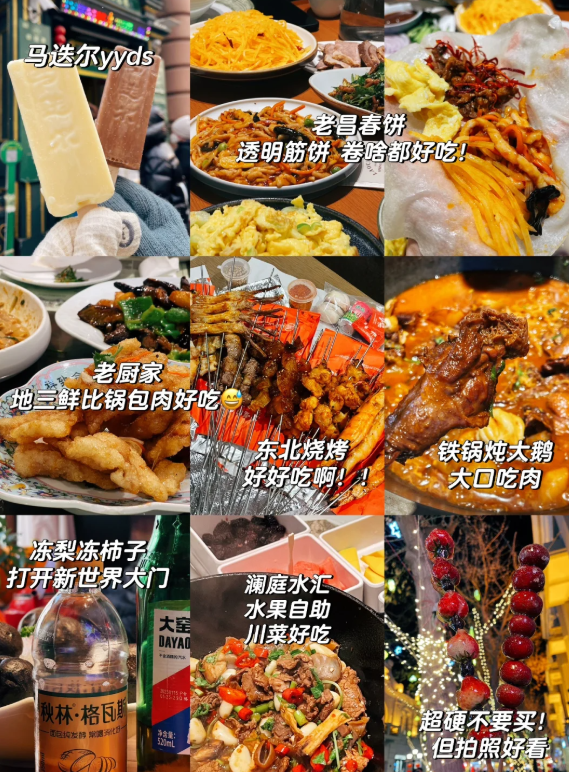 马迭尔yyds
老昌春饼
透明筋饼 卷啥都好吃!
老厨家
地三鲜比锅包肉好吃😅
东北烧烤
好好吃啊!!
铁锅炖大鹅
大口吃肉
冻梨冻柿子
打开新世界大门
大窑
DAYAO
净含量:
520mL
秋林·格瓦斯
澜庭水汇
水果自助
川菜好吃
超硬不要买!
但拍照好看